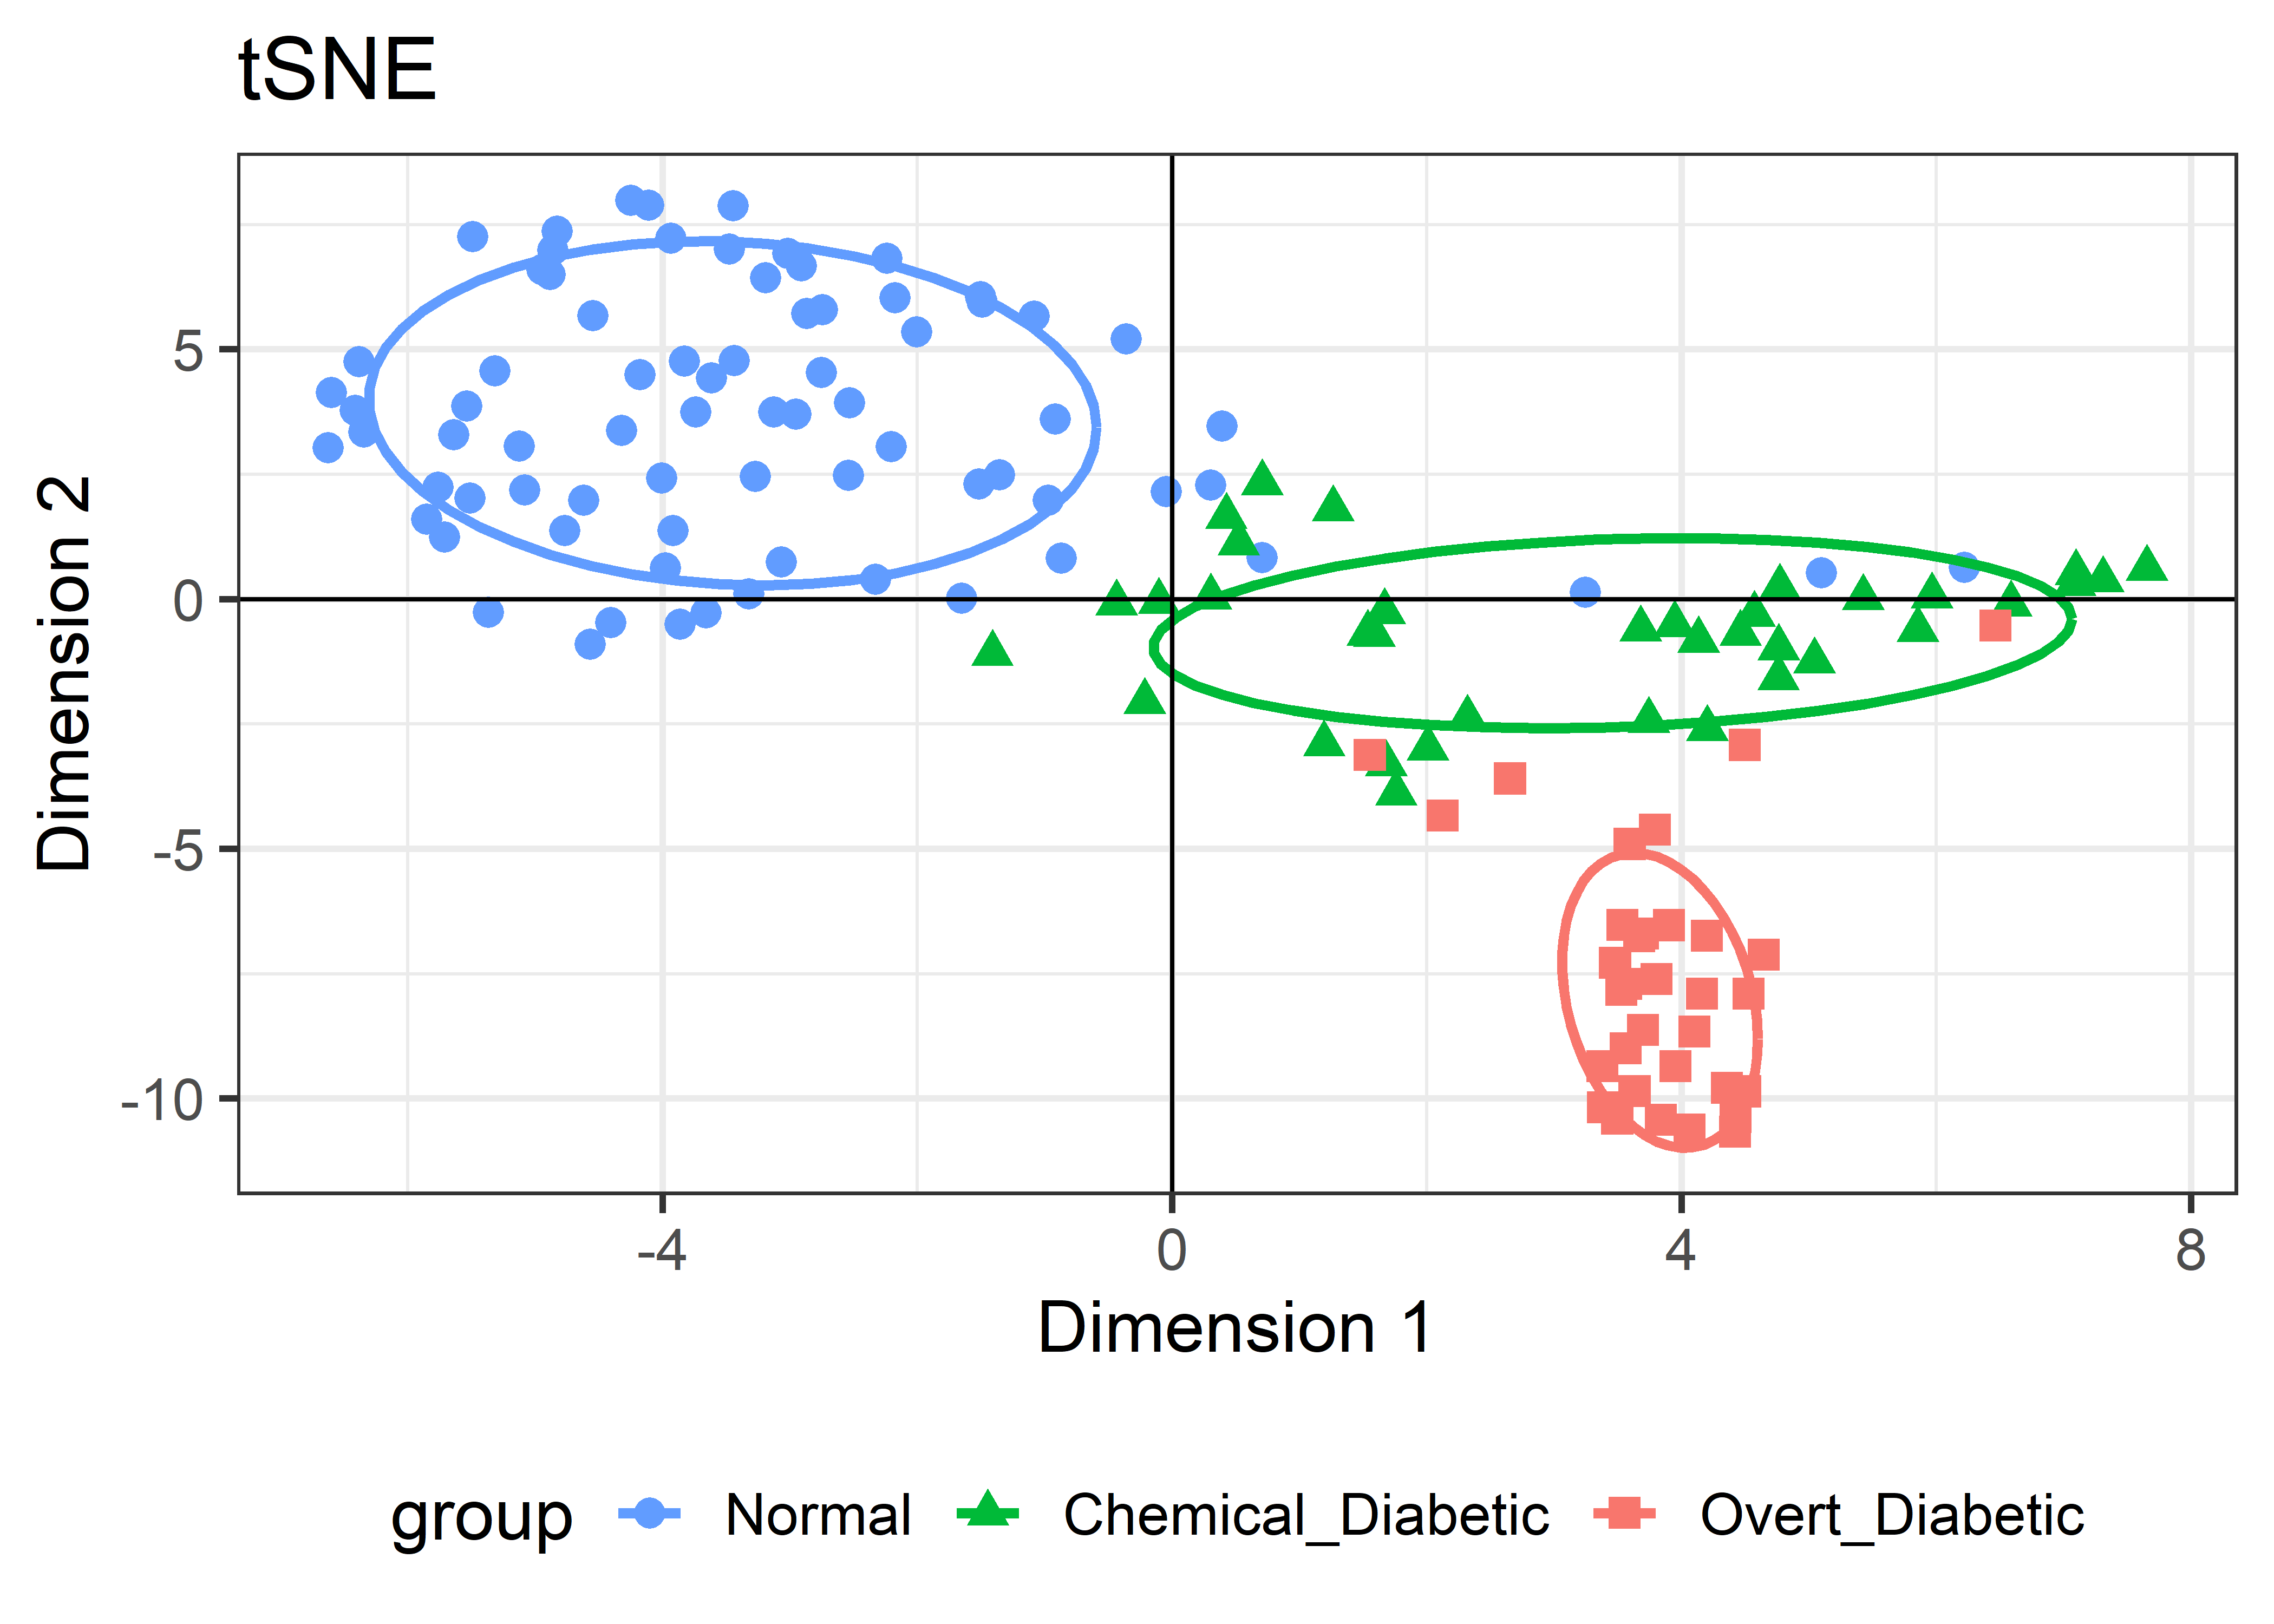 tSNE
Dimension 2
5
0
-5
-10
-4 0 4 8
Dimension 1
group Normal Chemical_Diabetic Overt_Diabetic